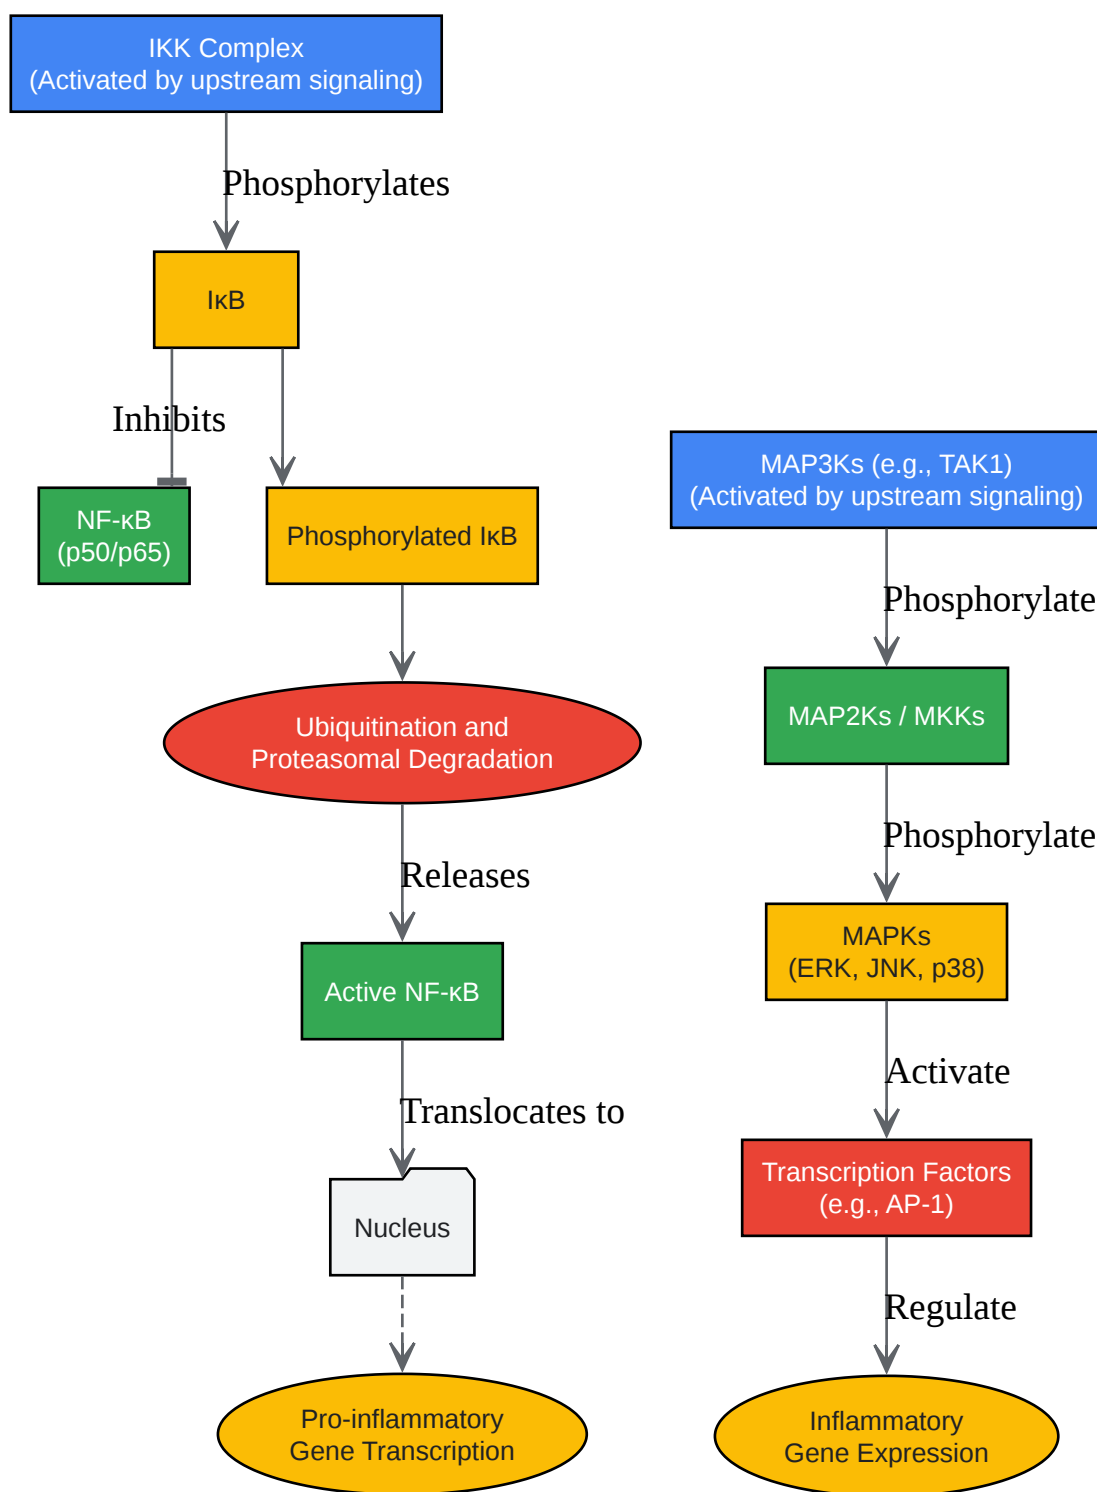 IKK Complex
(Activated by upstream signaling)
Phosphorylates
IκB
Inhibits
NF-κB
(p50/p65)
Phosphorylated IκB
Ubiquitination and
Proteasomal Degradation
Releases
Active NF-κB
Translocates to
Nucleus
Pro-inflammatory
Gene Transcription
MAP3Ks (e.g., TAK1)
(Activated by upstream signaling)
Phosphorylate
MAP2Ks / MKKs
Phosphorylate
MAPKs
(ERK, JNK, p38)
Activate
Transcription Factors
(e.g., AP-1)
Regulate
Inflammatory
Gene Expression